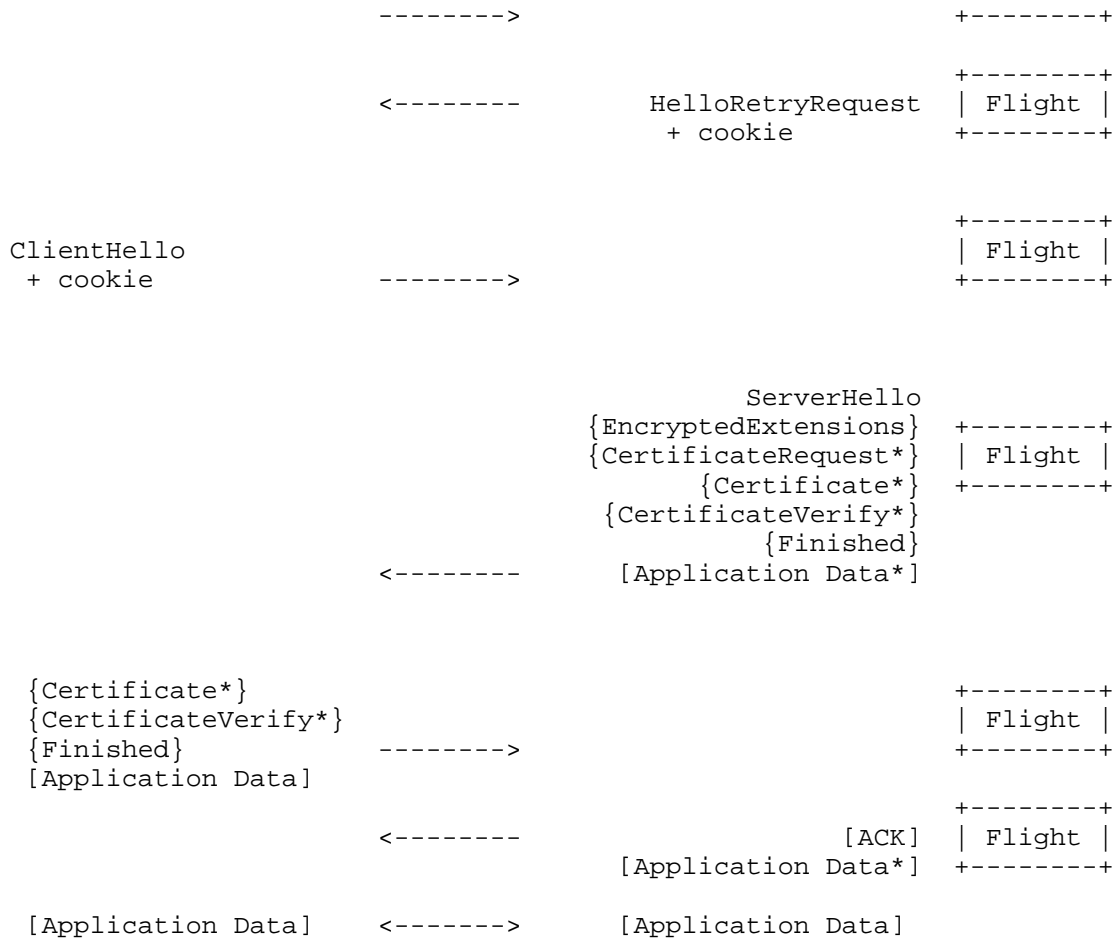 -------->                            +--------+

                                                              +--------+
                         <--------        HelloRetryRequest   | Flight |
                                           + cookie           +--------+


                                                              +--------+
ClientHello                                                   | Flight |
 + cookie                -------->                            +--------+



                                                ServerHello
                                      {EncryptedExtensions}   +--------+
                                      {CertificateRequest*}   | Flight |
                                             {Certificate*}   +--------+
                                       {CertificateVerify*}
                                                 {Finished}
                         <--------      [Application Data*]



 {Certificate*}                                               +--------+
 {CertificateVerify*}                                         | Flight |
 {Finished}              -------->                            +--------+
 [Application Data]
                                                              +--------+
                         <--------                    [ACK]   | Flight |
                                        [Application Data*]   +--------+

 [Application Data]      <------->      [Application Data]